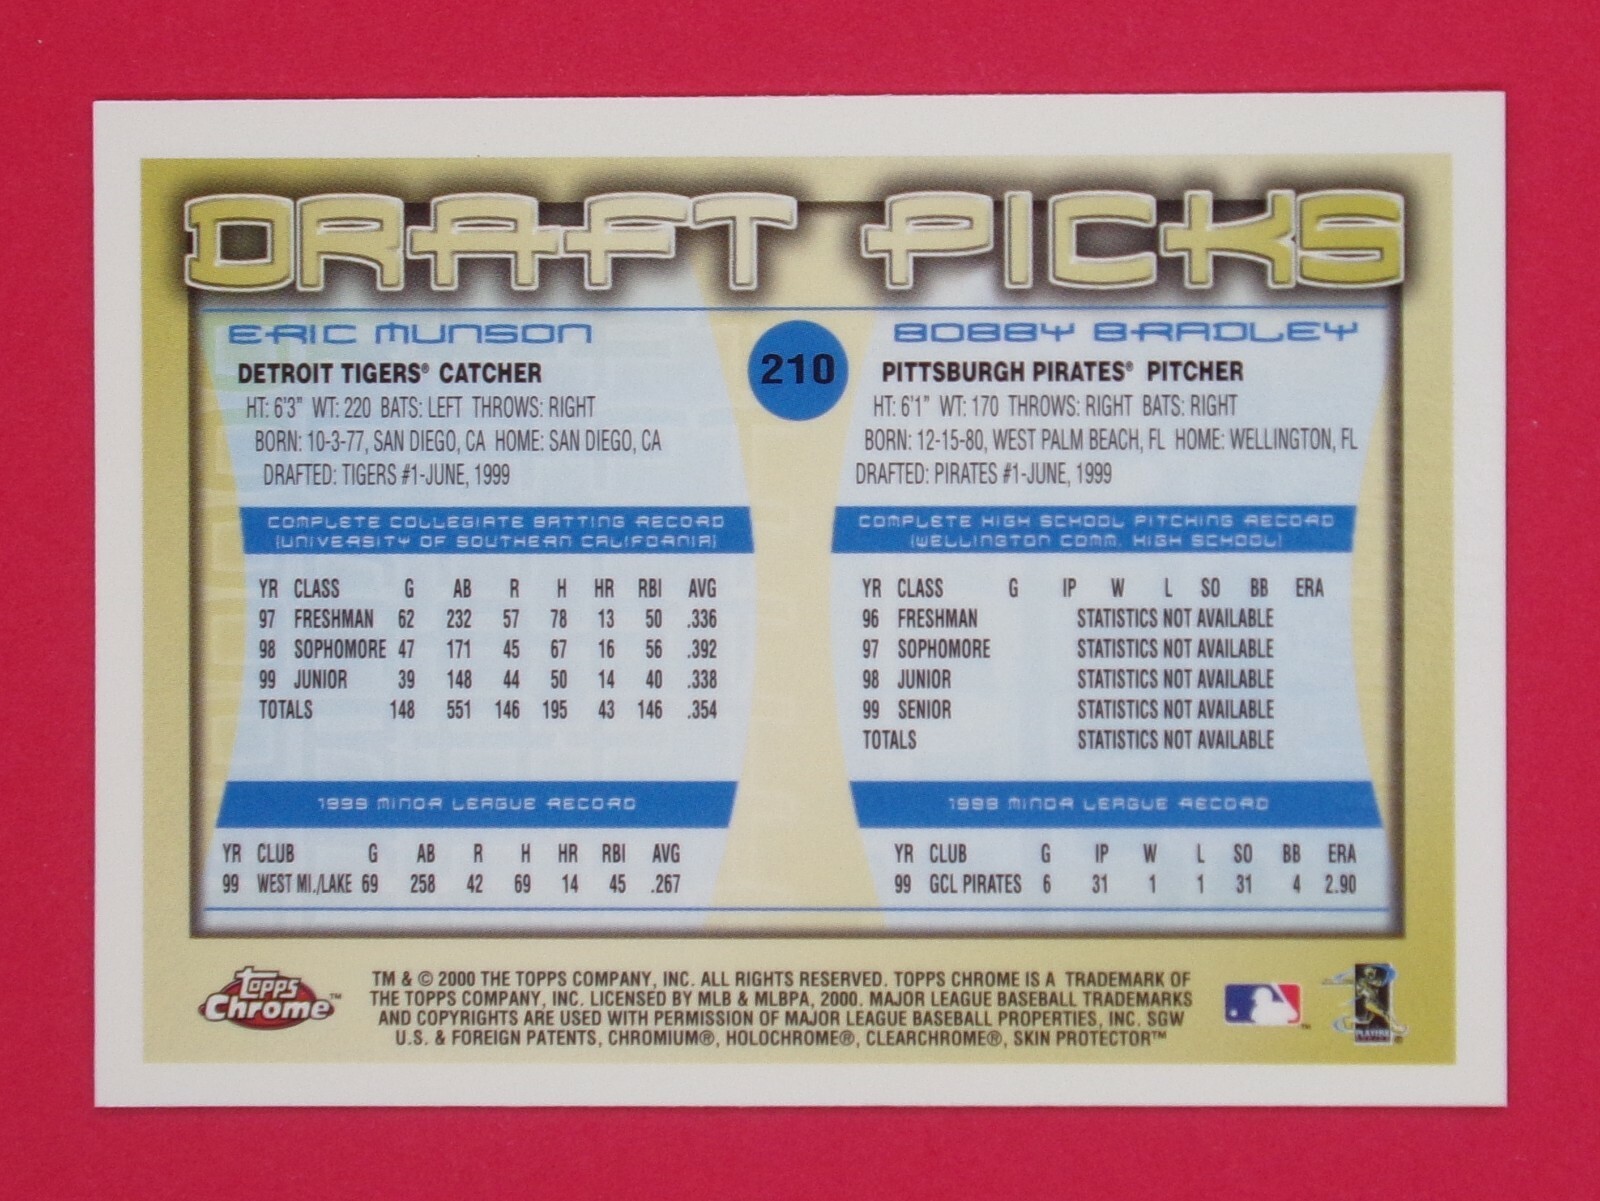 DRAFT PICKS
ERIC MUNSON
DETROIT TIGERS® CATCHER
HT: 6'3" WT: 220 BATS: LEFT THROWS: RIGHT
BORN: 10-3-77, SAN DIEGO, CA HOME: SAN DIEGO, CA
DRAFTED: TIGERS #1-JUNE, 1999
COMPLETE COLLEGIATE BATTING RECORD
(UNIVERSITY OF SOUTHERN CALIFORNIA)
YR CLASS G AB R H HR RBI AVG
97 FRESHMAN 62 232 57 78 13 50 .336
98 SOPHOMORE 47 171 45 67 16 56 .392
99 JUNIOR 39 148 44 50 14 40 .338
TOTALS 148 551 146 195 43 146 .354
1999 MINOR LEAGUE RECORD
YR CLUB G AB R H HR RBI AVG
99 WEST MI./LAKE 69 258 42 69 14 45 .267
210
BOBBY BRADLEY
PITTSBURGH PIRATES® PITCHER
HT: 6'1" WT: 170 THROWS: RIGHT BATS: RIGHT
BORN: 12-15-80, WEST PALM BEACH, FL HOME: WELLINGTON, FL
DRAFTED: PIRATES #1-JUNE, 1999
COMPLETE HIGH SCHOOL PITCHING RECORD
(WELLINGTON COMM. HIGH SCHOOL)
YR CLASS G IP W L SO BB ERA
96 FRESHMAN STATISTICS NOT AVAILABLE
97 SOPHOMORE STATISTICS NOT AVAILABLE
98 JUNIOR STATISTICS NOT AVAILABLE
99 SENIOR STATISTICS NOT AVAILABLE
TOTALS STATISTICS NOT AVAILABLE
1999 MINOR LEAGUE RECORD
YR CLUB G IP W L SO BB ERA
99 GCL PIRATES 6 31 1 1 31 4 2.90
Topps
Chrome™
TM & © 2000 THE TOPPS COMPANY, INC. ALL RIGHTS RESERVED. TOPPS CHROME IS A TRADEMARK OF
THE TOPPS COMPANY, INC. LICENSED BY MLB & MLBPA, 2000. MAJOR LEAGUE BASEBALL TRADEMARKS
AND COPYRIGHTS ARE USED WITH PERMISSION OF MAJOR LEAGUE BASEBALL PROPERTIES, INC. SGW
U.S. & FOREIGN PATENTS, CHROMIUM®, HOLOCHROME®, CLEARCHROME®, SKIN PROTECTOR™
PLAYERS